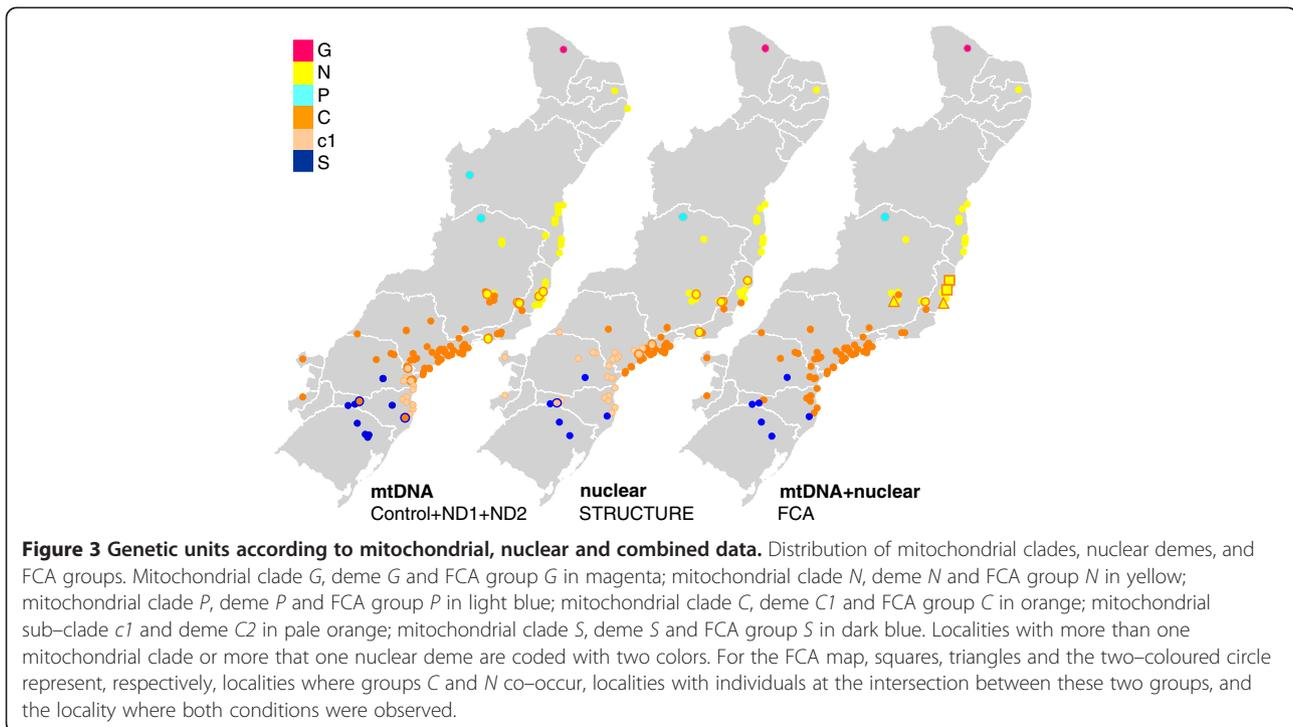 G
N
P
C
c1
S
mtDNA
Control+ND1+ND2
nuclear
STRUCTURE
mtDNA+nuclear
FCA
Figure 3 Genetic units according to mitochondrial, nuclear and combined data. Distribution of mitochondrial clades, nuclear demes, and
FCA groups. Mitochondrial clade G, deme G and FCA group G in magenta; mitochondrial clade N, deme N and FCA group N in yellow;
mitochondrial clade P, deme P and FCA group P in light blue; mitochondrial clade C, deme C1 and FCA group C in orange; mitochondrial
sub–clade c1 and deme C2 in pale orange; mitochondrial clade S, deme S and FCA group S in dark blue. Localities with more than one
mitochondrial clade or more that one nuclear deme are coded with two colors. For the FCA map, squares, triangles and the two–coloured circle
represent, respectively, localities where groups C and N co–occur, localities with individuals at the intersection between these two groups, and
the locality where both conditions were observed.